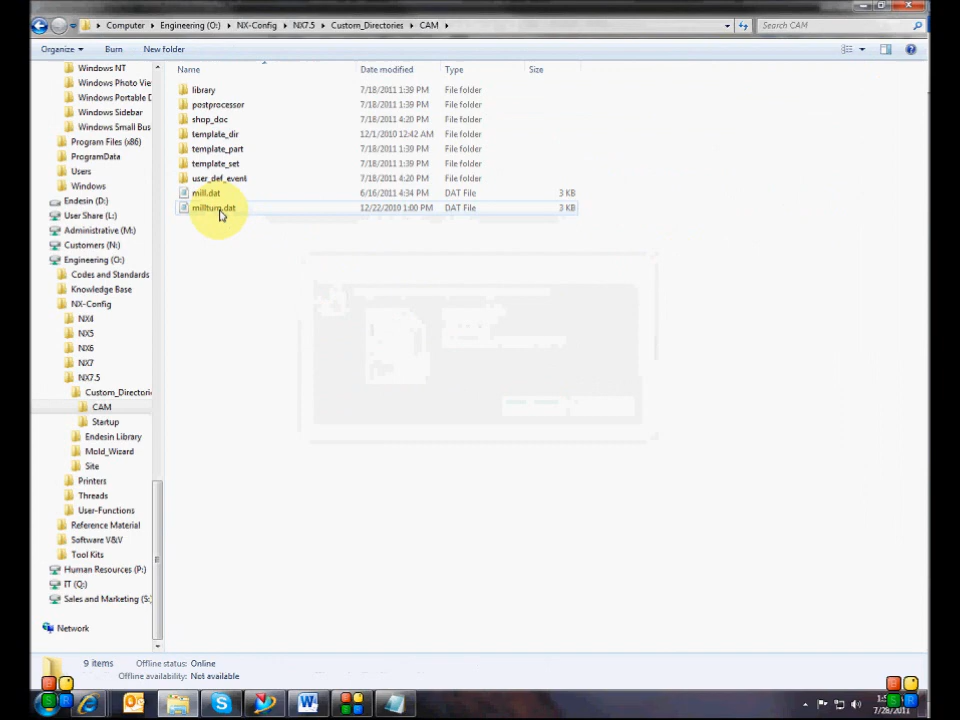 Computer ▸ Engineering (O:) ▸ NX-Config ▸ NX7.5 ▸ Custom_Directories ▸ CAM ▸
Search CAM
Organize Burn New folder
Name Date modified Type Size
library 7/18/2011 1:39 PM File folder
postprocessor 7/18/2011 1:39 PM File folder
shop_doc 7/18/2011 4:20 PM File folder
template_dir 12/1/2010 12:42 AM File folder
template_part 7/18/2011 1:39 PM File folder
template_set 7/18/2011 1:39 PM File folder
user_def_event 7/18/2011 4:20 PM File folder
mill.dat 6/16/2011 4:34 PM DAT File 3 KB
millturn.dat 12/22/2010 1:00 PM DAT File 3 KB
Windows NT
Windows Photo Vie
Windows Portable D
Windows Sidebar
Windows Small Bus
Program Files (x86)
ProgramData
Users
Windows
Endesin (D:)
User Share (L:)
Administrative (M:)
Customers (N:)
Engineering (O:)
Codes and Standards
Knowledge Base
NX-Config
NX4
NX5
NX6
NX7
NX7.5
Custom_Directorie
CAM
Startup
Endesin Library
Mold_Wizard
Site
Printers
Threads
User-Functions
Reference Material
Software V&V
Tool Kits
Human Resources (P:)
IT (Q:)
Sales and Marketing (S:
Network
9 items Offline status: Online
Offline availability: Not available